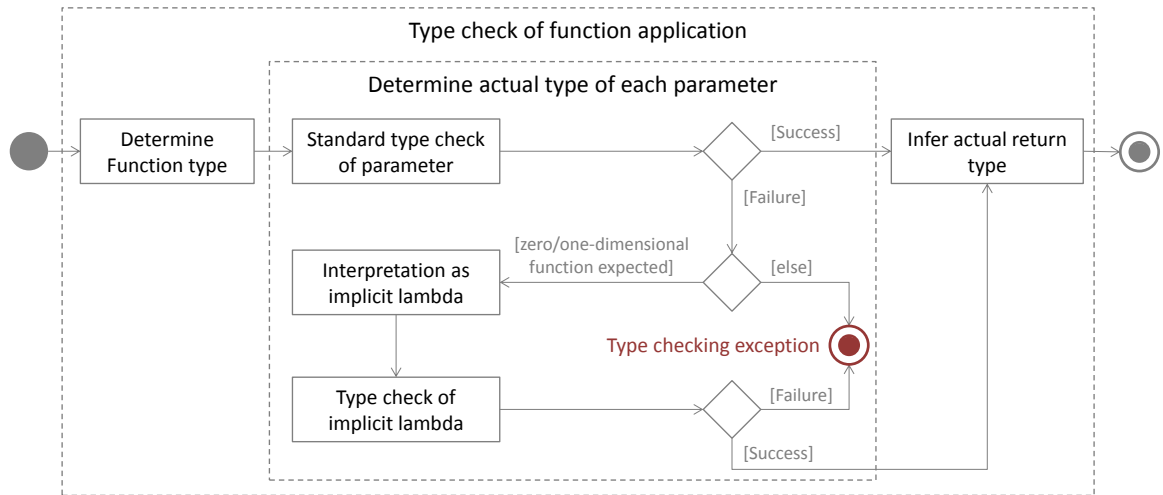 Type check of function application
Determine actual type of each parameter
Determine
Function type
Standard type check
of parameter
[Success]
Infer actual return
type
[Failure]
[zero/one-dimensional
function expected]
[else]
Interpretation as
implicit lambda
Type checking exception
Type check of
implicit lambda
[Failure]
[Success]